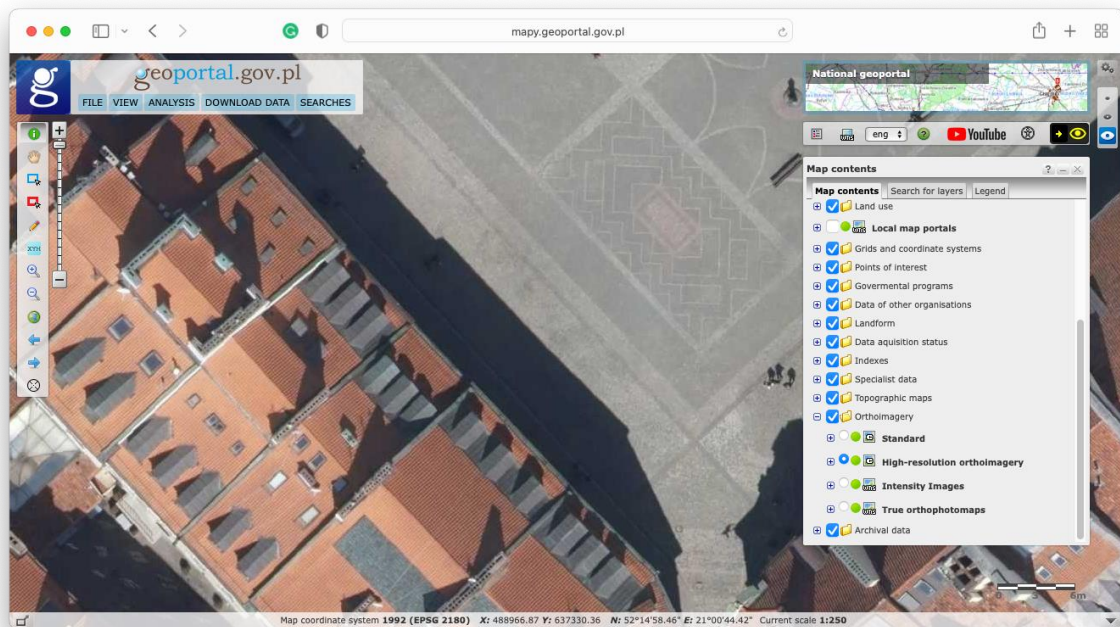 mapy.geoportal.gov.pl
geoportal.gov.pl
FILE VIEW ANALYSIS DOWNLOAD DATA SEARCHES
National geoportal
eng
YouTube
XYH
Map contents
Map contents Search for layers Legend
Land use
Local map portals
Grids and coordinate systems
Points of interest
Govermental programs
Data of other organisations
Landform
Data aquisition status
Indexes
Specialist data
Topographic maps
Orthoimagery
Standard
High-resolution orthoimagery
Intensity Images
True orthophotomaps
Archival data
0 3 6m
Map coordinate system 1992 (EPSG 2180) X: 488966.87 Y: 637330.36 N: 52°14'58.46" E: 21°00'44.42" Current scale 1:250